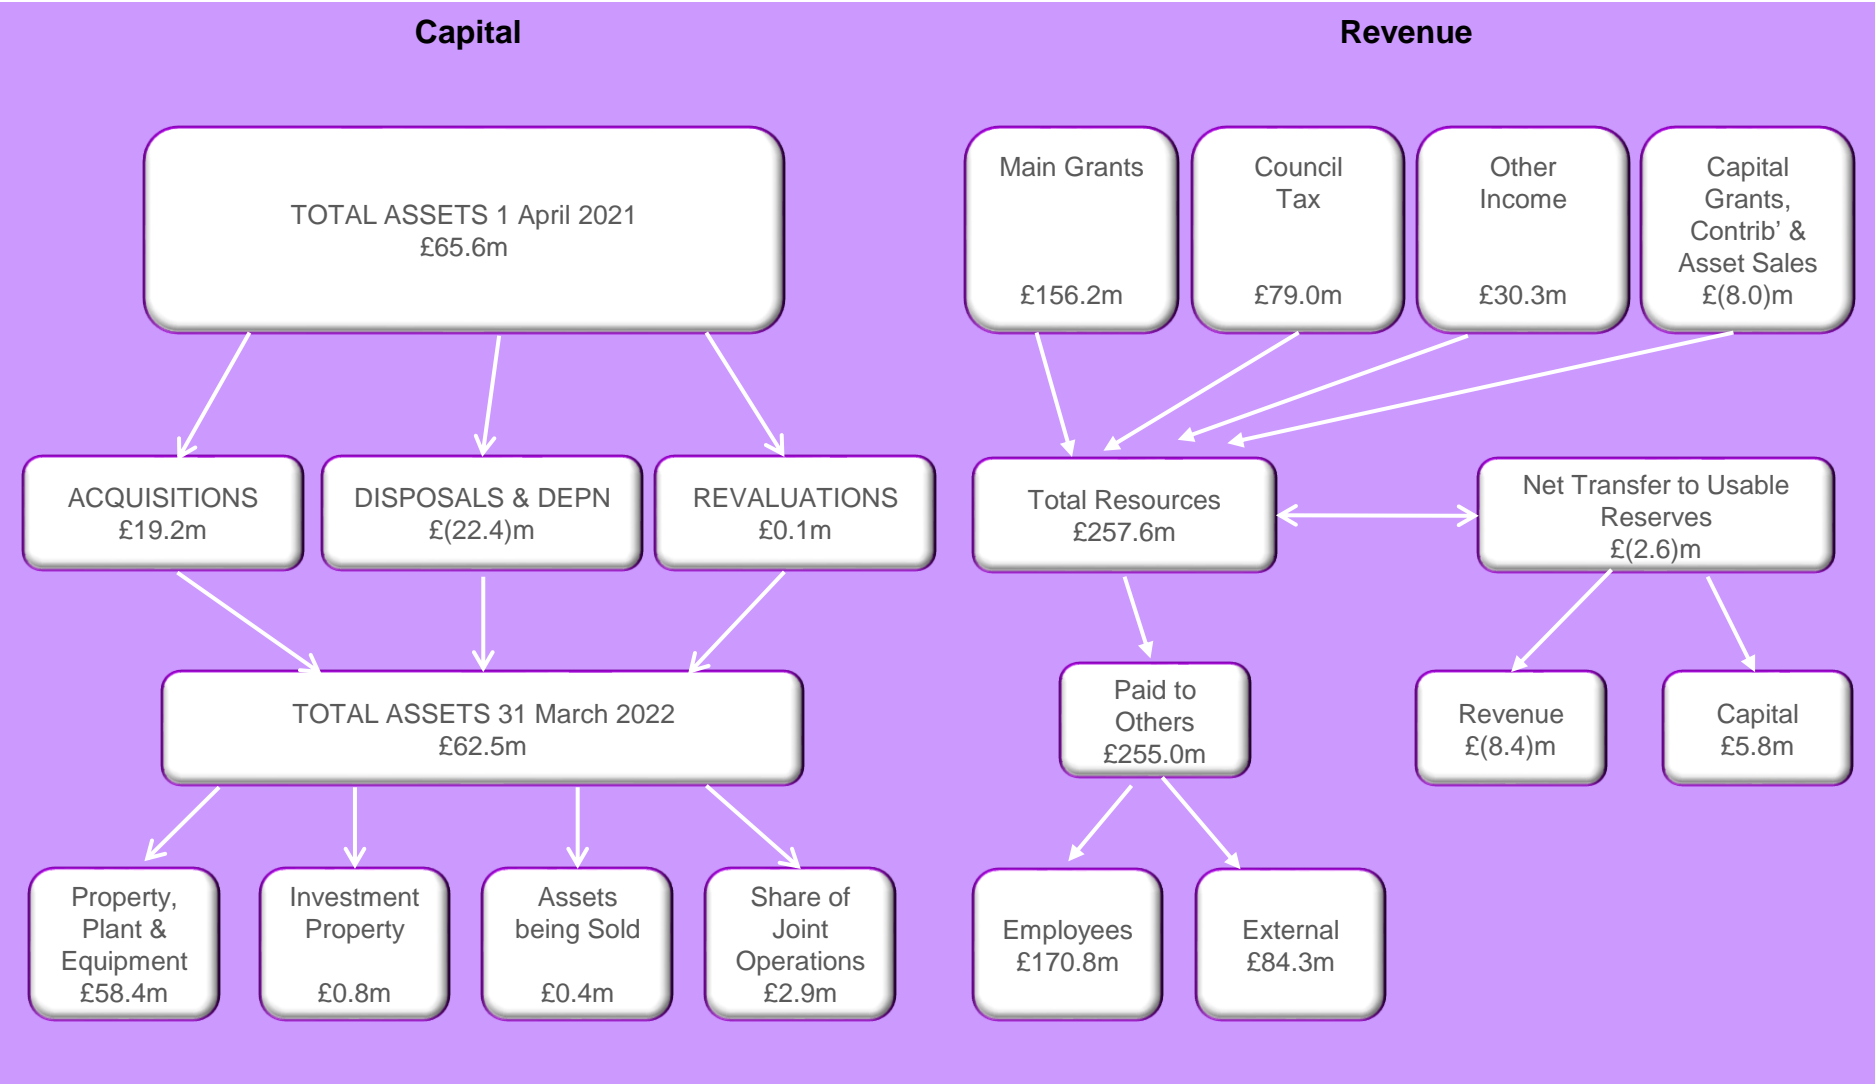 Capital
Revenue
TOTAL ASSETS 1 April 2021
£65.6m
Main Grants
£156.2m
Council
Tax
£79.0m
Other
Income
£30.3m
Capital
Grants,
Contrib’ &
Asset Sales
£(8.0)m
ACQUISITIONS
£19.2m
DISPOSALS & DEPN
£(22.4)m
REVALUATIONS
£0.1m
Total Resources
£257.6m
Net Transfer to Usable
Reserves
£(2.6)m
TOTAL ASSETS 31 March 2022
£62.5m
Paid to
Others
£255.0m
Revenue
£(8.4)m
Capital
£5.8m
Property,
Plant &
Equipment
£58.4m
Investment
Property
£0.8m
Assets
being Sold
£0.4m
Share of
Joint
Operations
£2.9m
Employees
£170.8m
External
£84.3m